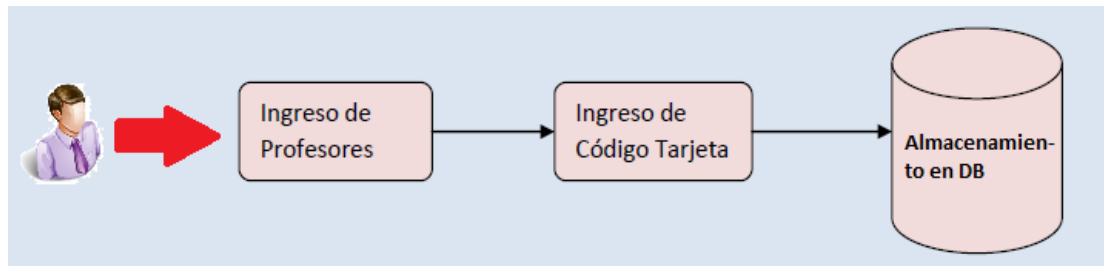 Ingreso de
Profesores
Ingreso de
Código Tarjeta
Almacenamien-
to en DB